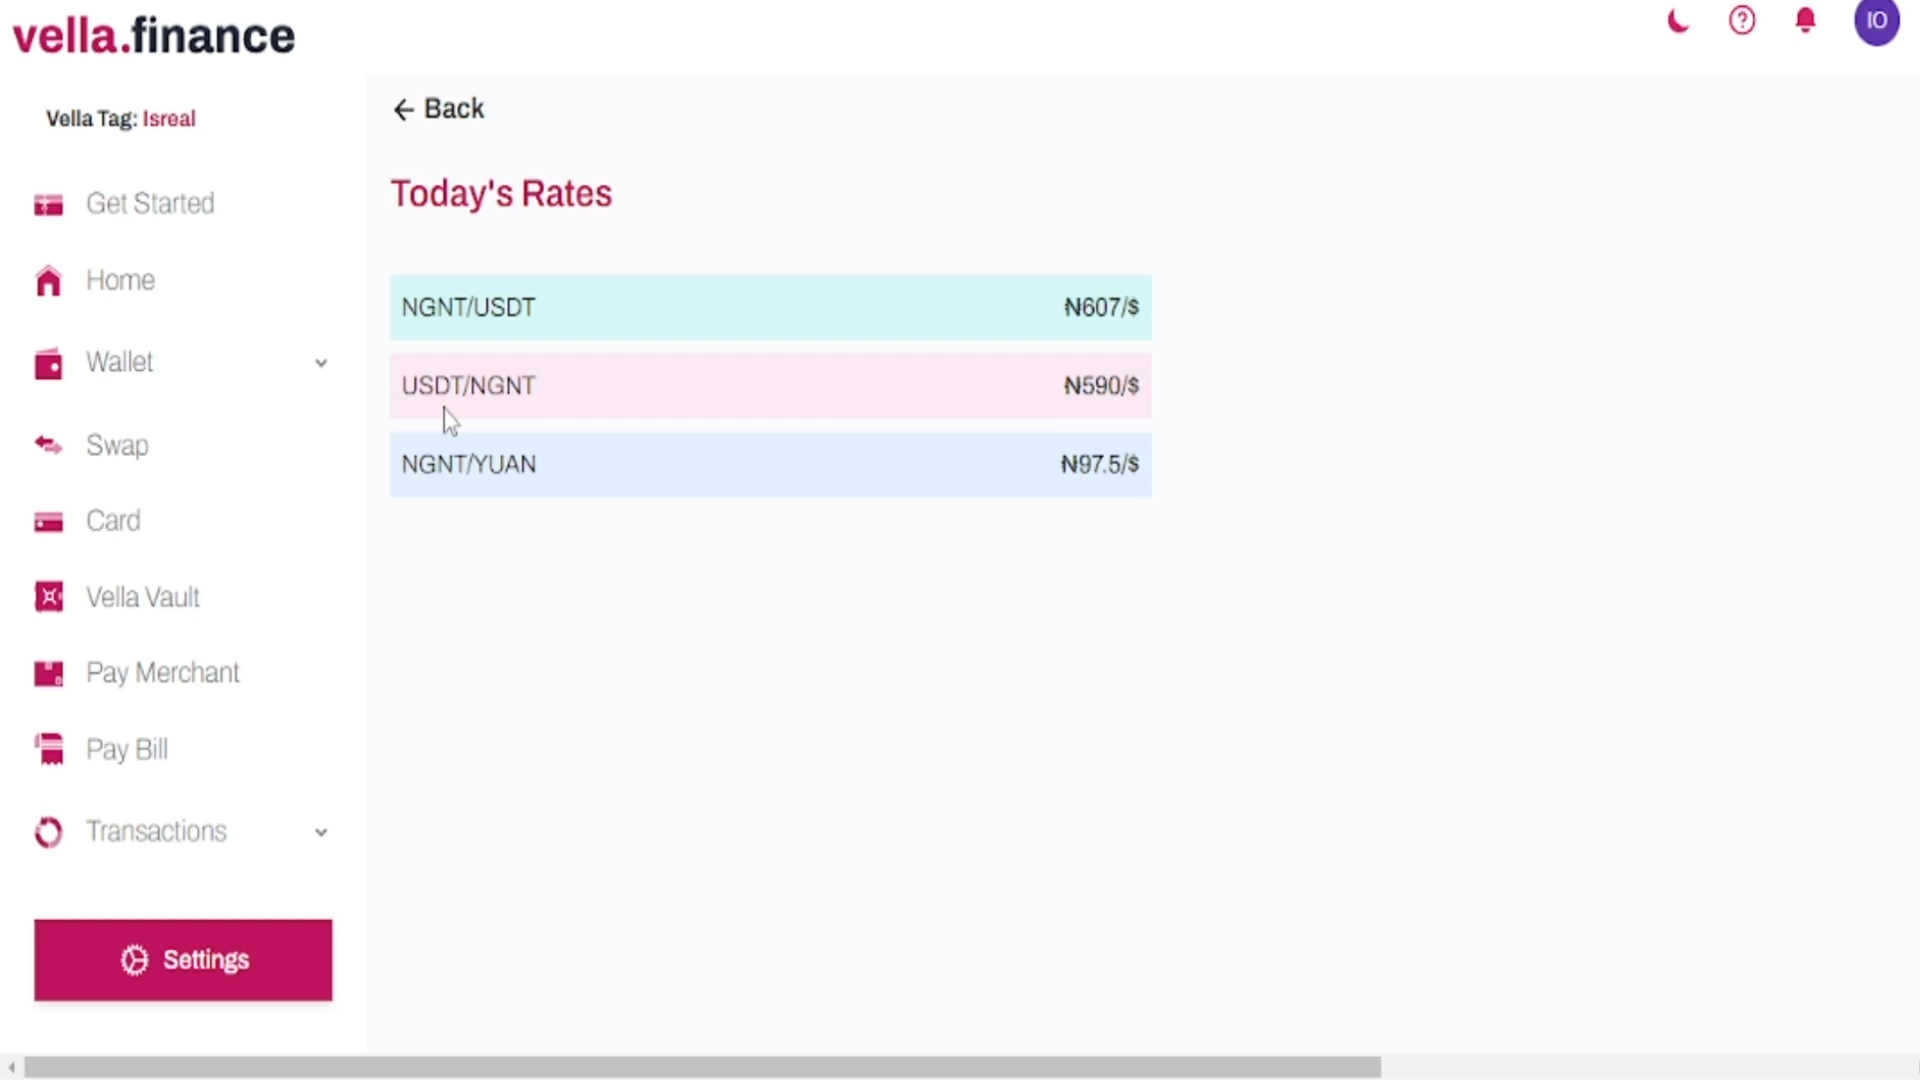 vella.finance
IO
Vella Tag: Isreal
← Back
Get Started
Today's Rates
Home
NGNT/USDT ₦607/$
Wallet
USDT/NGNT ₦590/$
Swap
NGNT/YUAN ₦97.5/$
Card
Vella Vault
Pay Merchant
Pay Bill
Transactions
Settings